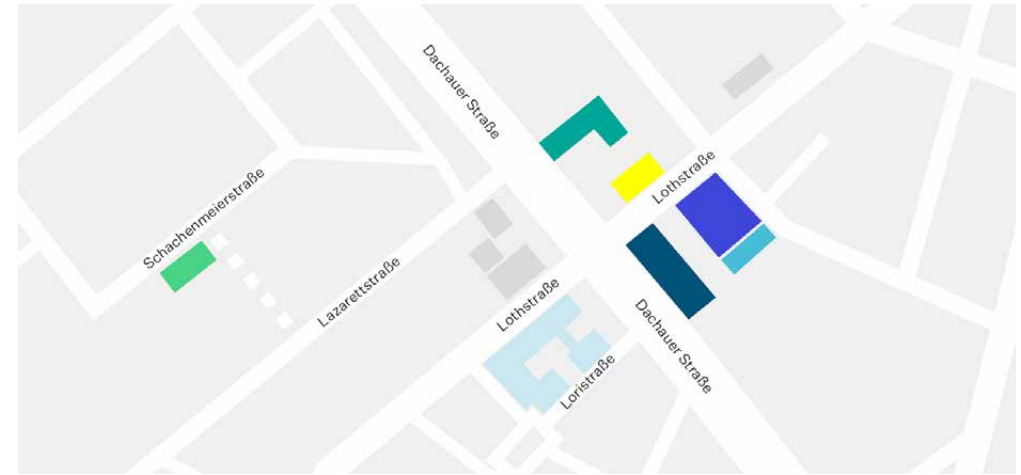 Dachauer Straße
Lothstraße
Schachenmeierstraße
Lazarettstraße
Lothstraße
Dachauer Straße
Loristraße